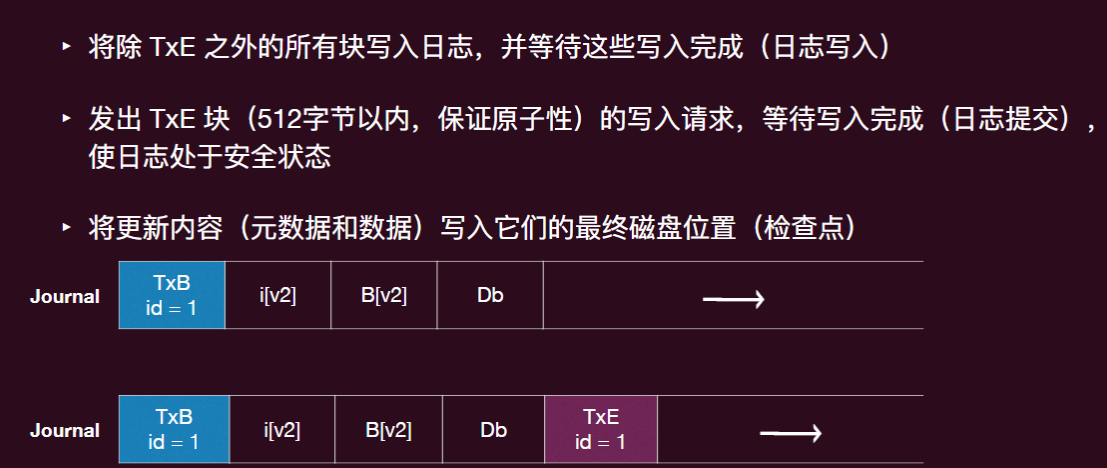 ‣ 将除 TxE 之外的所有块写入日志，并等待这些写入完成（日志写入）
‣ 发出 TxE 块（512字节以内，保证原子性）的写入请求，等待写入完成（日志提交），
使日志处于安全状态
‣ 将更新内容（元数据和数据）写入它们的最终磁盘位置（检查点）
Journal TxB id = 1 i[v2] B[v2] Db ⟶
Journal TxB id = 1 i[v2] B[v2] Db TxE id = 1 ⟶